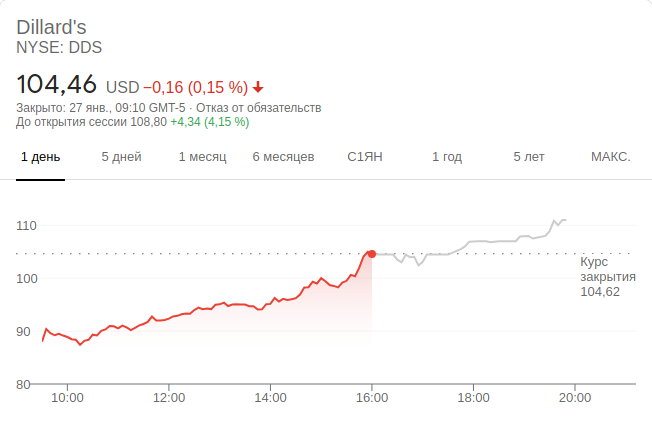 Dillard's
NYSE: DDS
104,46 USD −0,16 (0,15 %)
Закрыто: 27 янв., 09:10 GMT-5 · Отказ от обязательств
До открытия сессии 108,80 +4,34 (4,15 %)
1 день 5 дней 1 месяц 6 месяцев С1ЯН 1 год 5 лет МАКС.
110
Курс
закрытия
100
104,62
90
80
10:00 12:00 14:00 16:00 18:00 20:00